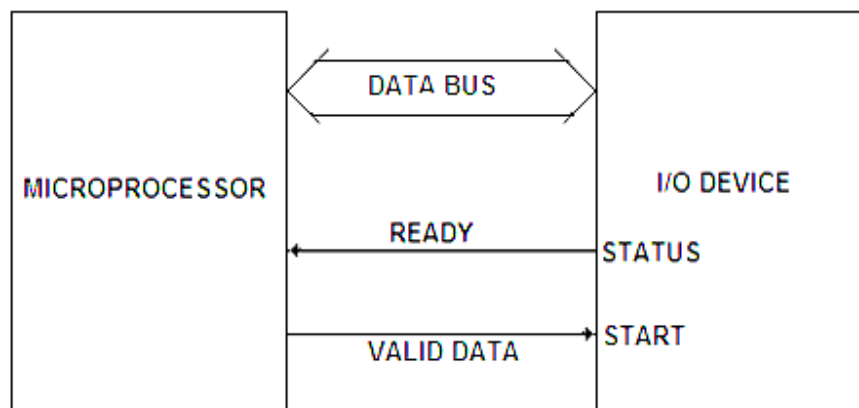 DATA BUS
MICROPROCESSOR
I/O DEVICE
READY
STATUS
VALID DATA
START